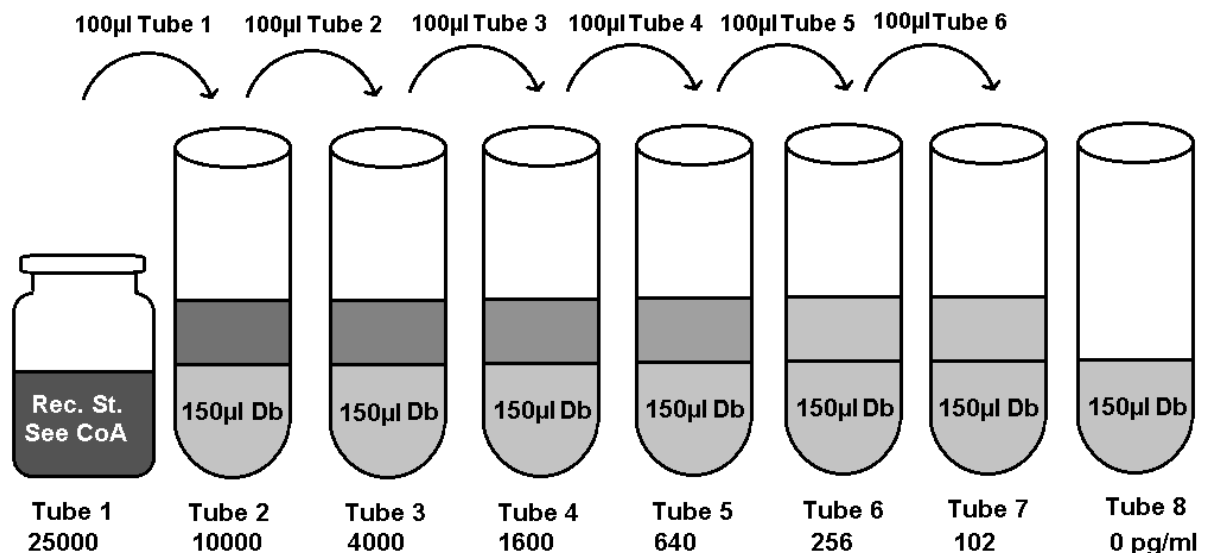 100µl Tube 1 100µl Tube 2 100µl Tube 3 100µl Tube 4 100µl Tube 5 100µl Tube 6
Rec. St.
See CoA
150µl Db 150µl Db 150µl Db 150µl Db 150µl Db 150µl Db 150µl Db
Tube 1 Tube 2 Tube 3 Tube 4 Tube 5 Tube 6 Tube 7 Tube 8
25000 10000 4000 1600 640 256 102 0 pg/ml